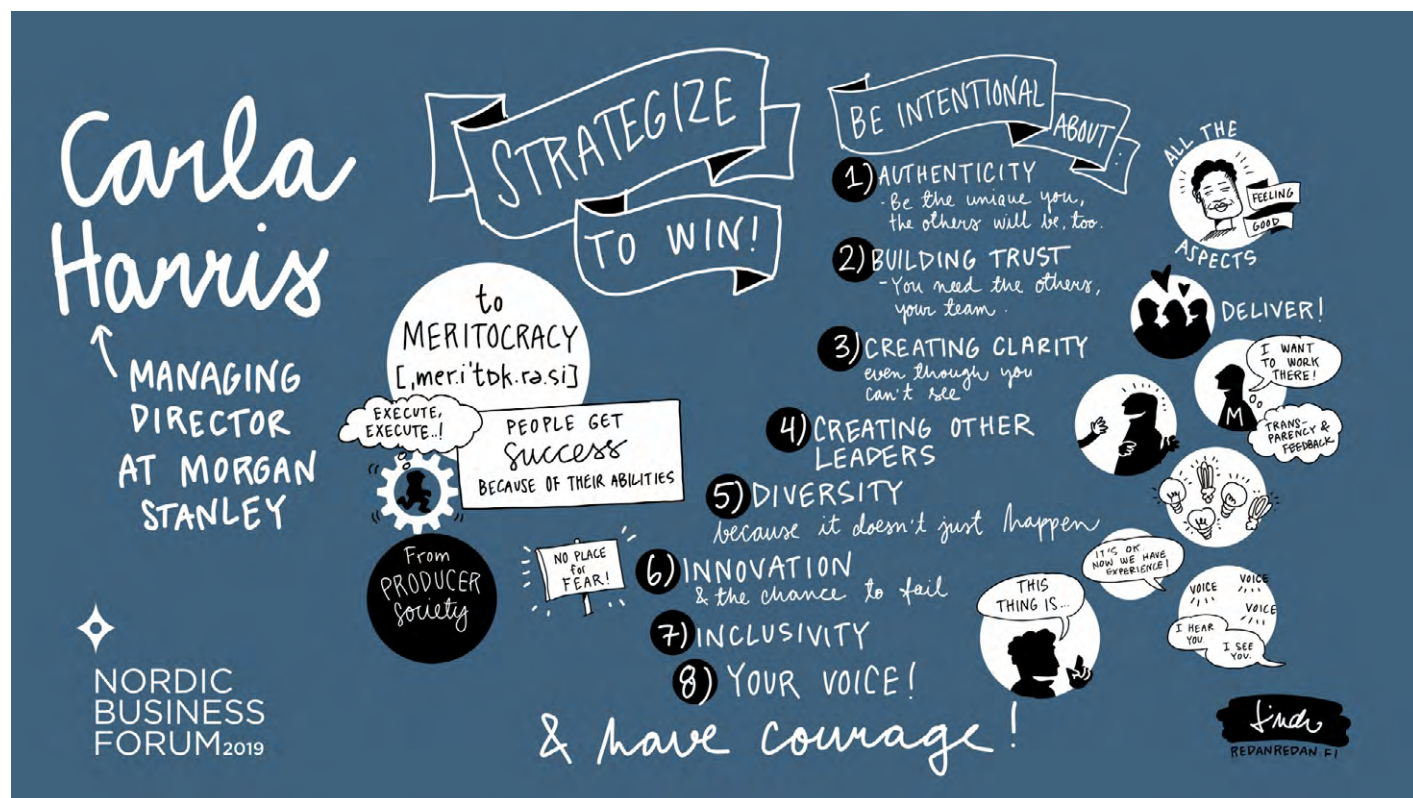 Carla
Harris
MANAGING
DIRECTOR
AT MORGAN
STANLEY
NORDIC
BUSINESS
FORUM2019
STRATEGIZE
TO WIN!
to
MERITOCRACY
[ˌmer.iˈtɒk.rə.si]
EXECUTE,
EXECUTE..!
PEOPLE GET
SUCCESS
BECAUSE OF THEIR ABILITIES
From
PRODUCER
Society
BE INTENTIONAL
ABOUT:
1) AUTHENTICITY
- Be the unique you,
the others will be, too.
2) BUILDING TRUST
- You need the others,
your team.
3) CREATING CLARITY
even though you
can't see
4) CREATING OTHER
LEADERS
5) DIVERSITY
because it doesn't just happen
NO PLACE
for
FEAR!
6) INNOVATION
& the chance to fail
7) INCLUSIVITY
8) YOUR VOICE!
& have courage!
ALL THE
ASPECTS
FEELING
GOOD
DELIVER!
I WANT
TO WORK
THERE!
M
TRANS-
PARENCY &
FEEDBACK
IT'S OK
NOW WE HAVE
EXPERIENCE!
THIS
THING IS...
VOICE
VOICE
VOICE
I HEAR
YOU
I SEE
YOU.
REDANREDAN.FI